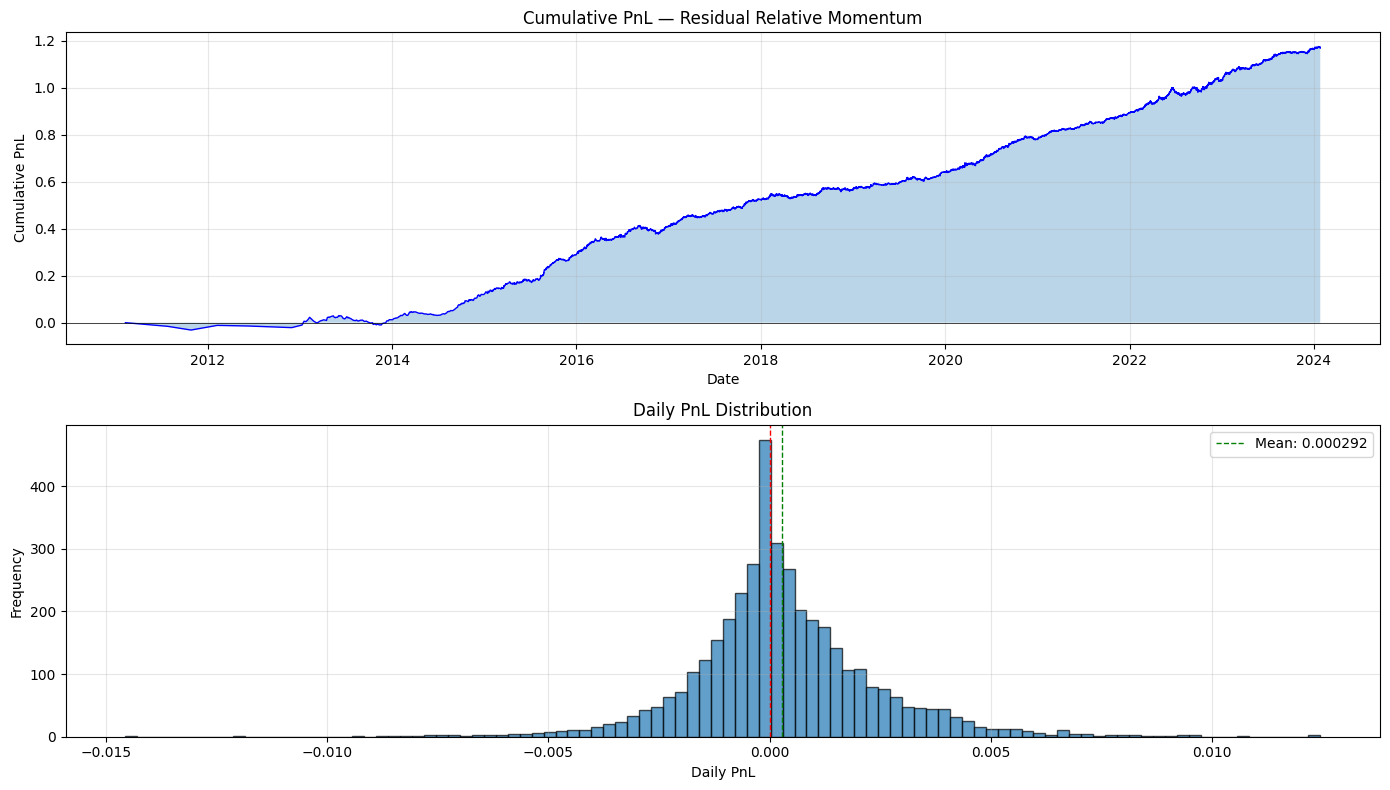 Cumulative PnL — Residual Relative Momentum
1.2
1.0
0.8
0.6
0.4
0.2
0.0
Cumulative PnL
2012 2014 2016 2018 2020 2022 2024
Date
Daily PnL Distribution
Mean: 0.000292
400
300
200
100
0
Frequency
−0.015 −0.010 −0.005 0.000 0.005 0.010
Daily PnL